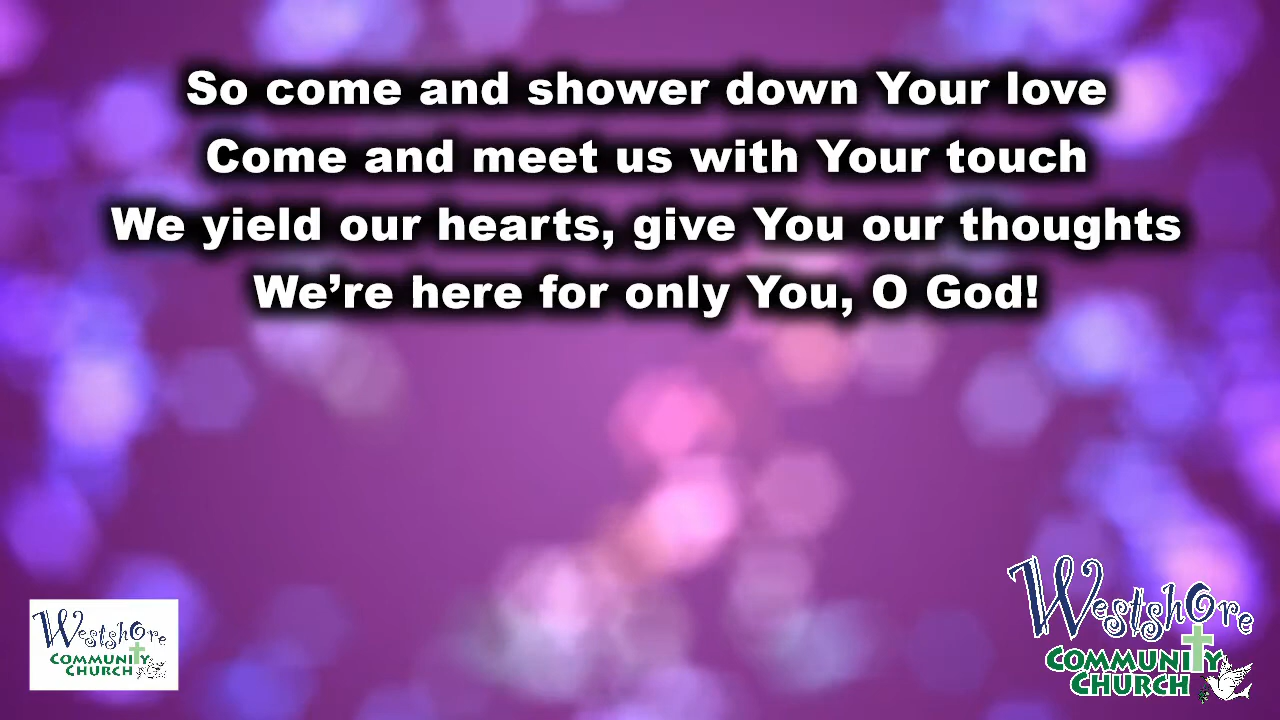 So come and shower down Your love
Come and meet us with Your touch
We yield our hearts, give You our thoughts
We’re here for only You, O God!
Westshore
COMMUNITY
CHURCH
Westshore
COMMUNITY
CHURCH